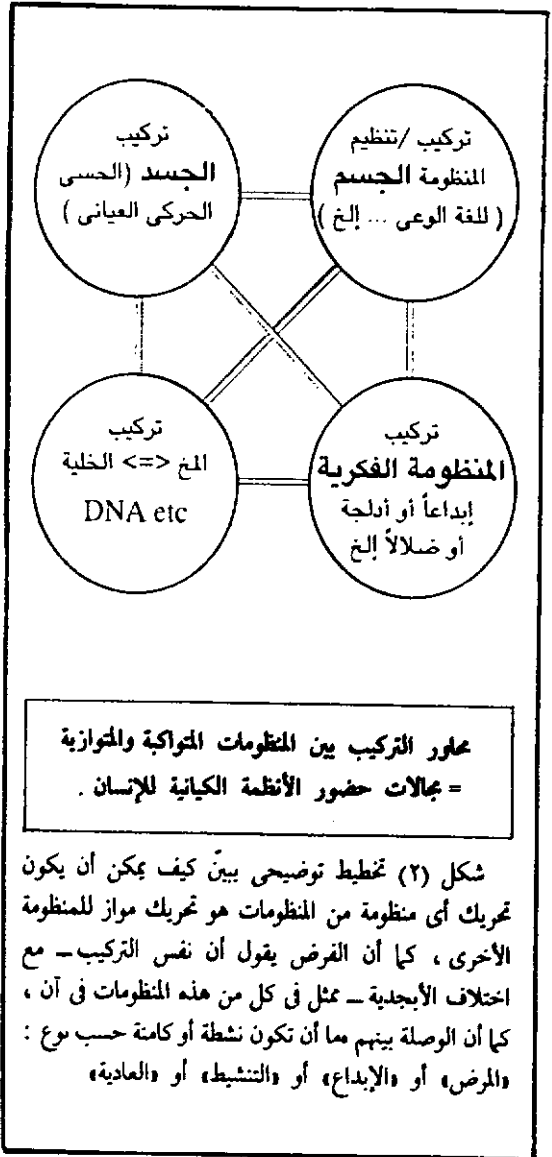 تركيب / تنظيم
المنظومة الجسم
( للغة الوعى ... إلخ )
تركيب
الجسد (الحسى
الحركى العيانى )
تركيب
المنظومة الفكرية
إبداعاً أو أدلجة
أو ضلالاً إلخ
تركيب
المخ <=> الخلية
DNA etc
محاور التركيب بين المنظومات المتواكبة والمتوازية
= مجالات حضور الأنظمة الكيانية للإنسان .
شكل (٢) تخطيط توضيحى يبينّ كيف يمكن أن يكون
تحريك أى منظومة من المنظومات هو تحريك مواز للمنظومة
الأخرى ، كما أن الفرض يقول أن نفس التركيب ــ مع
اختلاف الأبجدية ــ ممثل فى كل من هذه المنظومات فى آن ،
كما أن الوصلة بينهم إما أن تكون نشطة أو كامنة حسب نوع :
«المرض» أو «الإبداع» أو «التنشيط» أو «العادية»